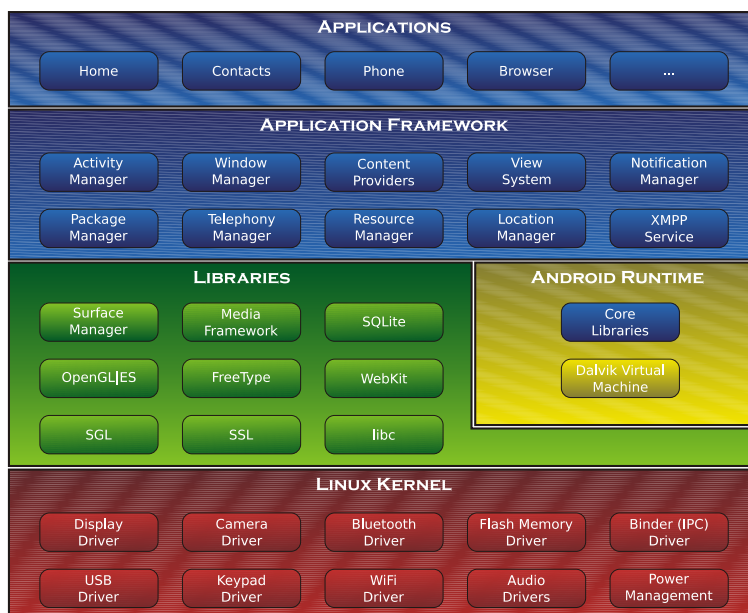 APPLICATIONS
Home
Contacts
Phone
Browser
...
APPLICATION FRAMEWORK
Activity
Manager
Window
Manager
Content
Providers
View
System
Notification
Manager
Package
Manager
Telephony
Manager
Resource
Manager
Location
Manager
XMPP
Service
LIBRARIES
Surface
Manager
Media
Framework
SQLite
OpenGL|ES
FreeType
WebKit
SGL
SSL
libc
ANDROID RUNTIME
Core
Libraries
Dalvik Virtual
Machine
LINUX KERNEL
Display
Driver
Camera
Driver
Bluetooth
Driver
Flash Memory
Driver
Binder (IPC)
Driver
USB
Driver
Keypad
Driver
WiFi
Driver
Audio
Drivers
Power
Management